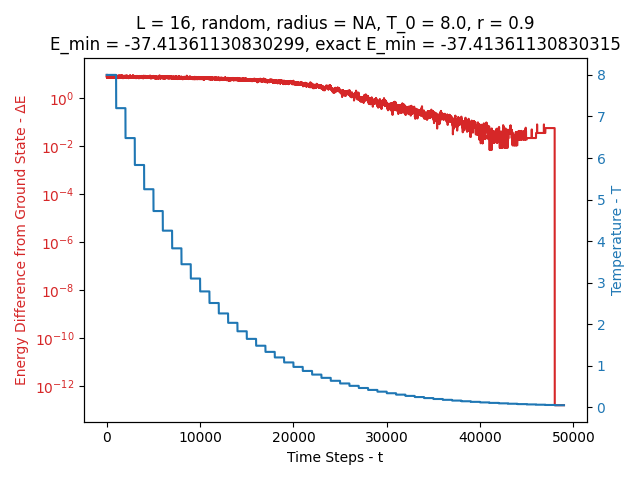 L = 16, random, radius = NA, T_0 = 8.0, r = 0.9
E_min = -37.41361130830299, exact E_min = -37.41361130830315
Energy Difference from Ground State - ΔE
10⁰
10⁻²
10⁻⁴
10⁻⁶
10⁻⁸
10⁻¹⁰
10⁻¹²
8
7
6
5
4
3
2
1
0
Temperature - T
0 10000 20000 30000 40000 50000
Time Steps - t